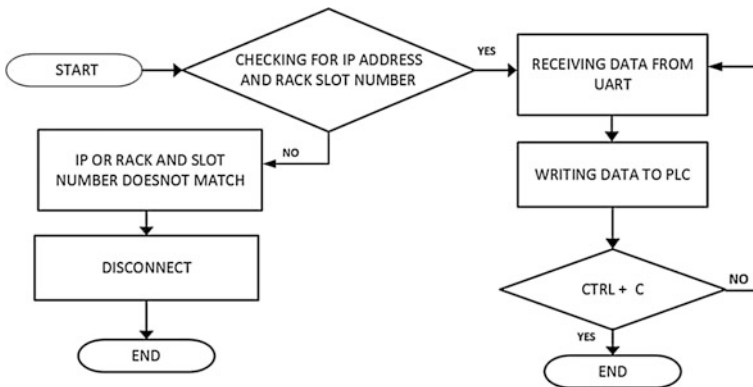 START
CHECKING FOR IP ADDRESS
AND RACK SLOT NUMBER
YES
RECEIVING DATA FROM
UART
NO
IP OR RACK AND SLOT
NUMBER DOESNOT MATCH
WRITING DATA TO PLC
DISCONNECT
CTRL + C
NO
YES
END
END